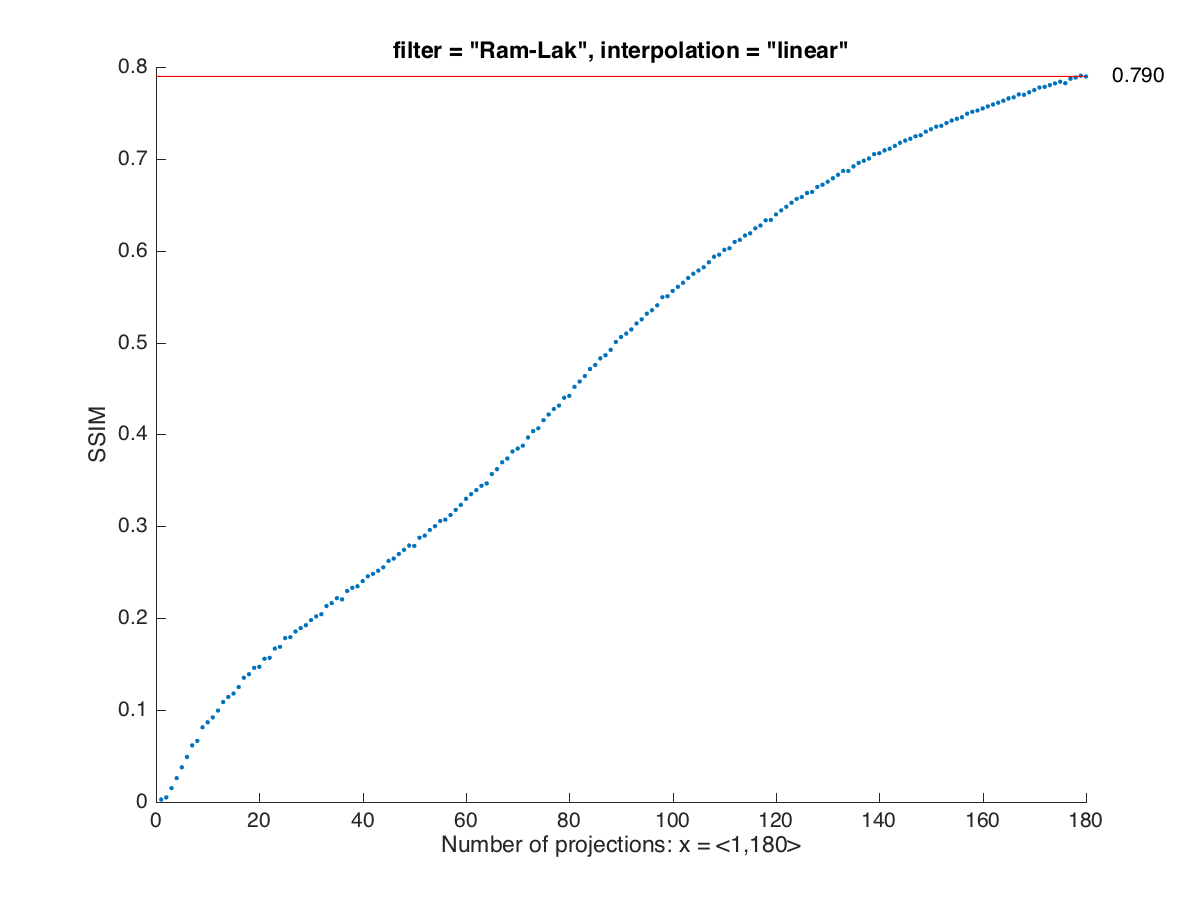 filter = "Ram-Lak", interpolation = "linear"
0.8
0.790
0.7
0.6
0.5
0.4
SSIM
0.3
0.2
0.1
0
0 20 40 60 80 100 120 140 160 180
Number of projections: x = <1,180>